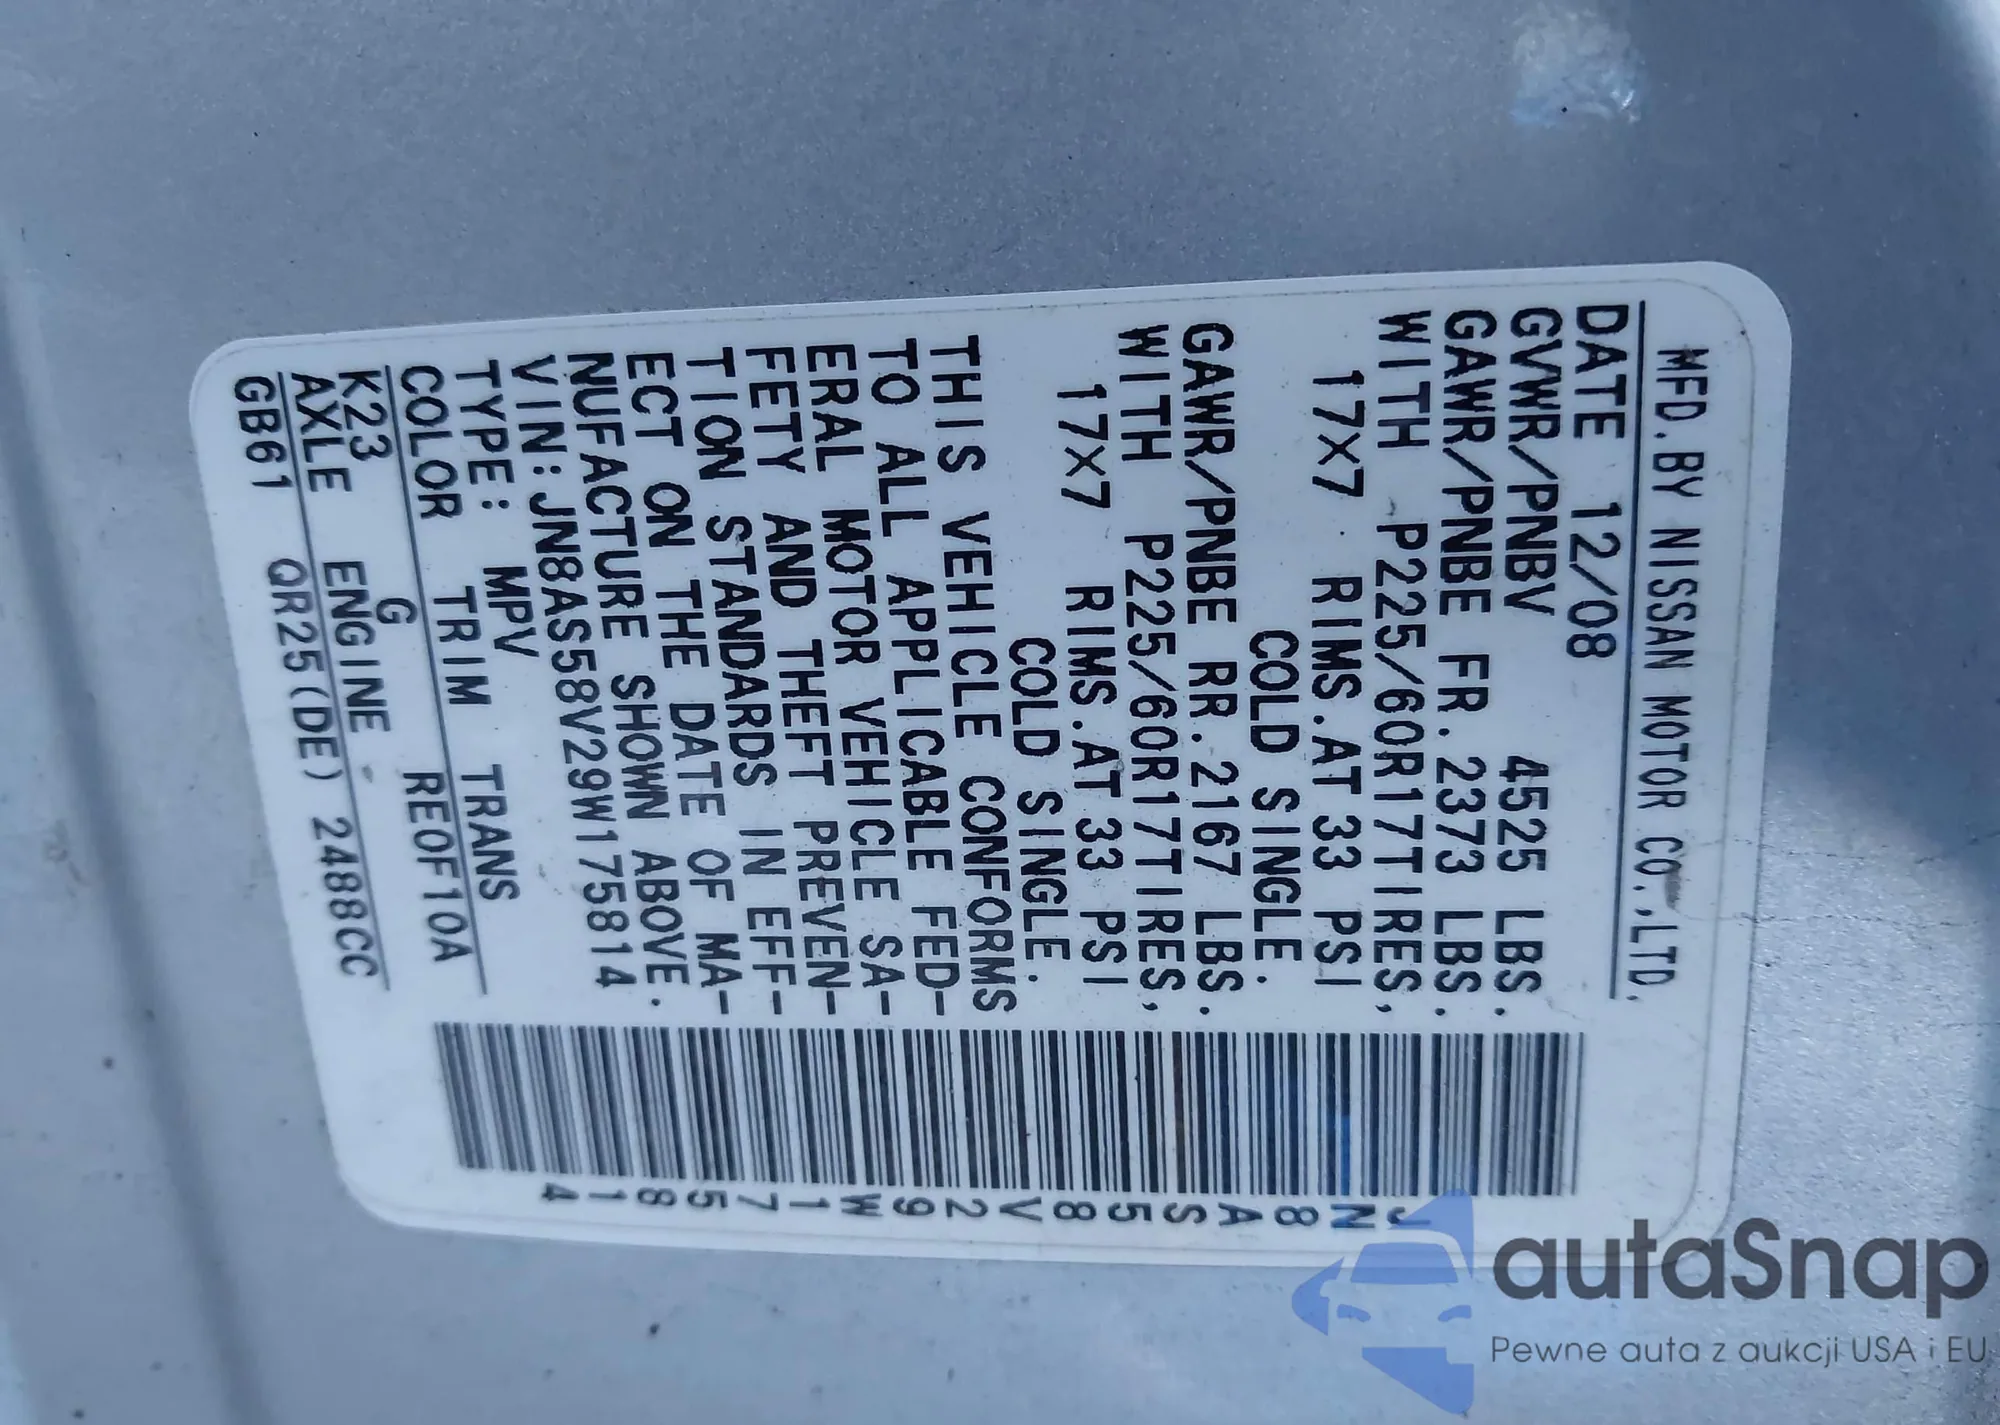 MFD.BY NISSAN MOTOR CO.,LTD.
DATE 12/08
GVWR/PNBV 4525 LBS.
GAWR/PNBE FR.2373 LBS.
WITH P225/60R17TIRES,
17×7 RIMS.AT 33 PSI
COLD SINGLE.
GAWR/PNBE RR.2167 LBS.
WITH P225/60R17TIRES,
17×7 RIMS.AT 33 PSI
COLD SINGLE.
THIS VEHICLE CONFORMS
TO ALL APPLICABLE FED-
ERAL MOTOR VEHICLE SA-
FETY AND THEFT PREVEN-
TION STANDARDS IN EFF-
ECT ON THE DATE OF MA-
NUFACTURE SHOWN ABOVE.
VIN:JN8AS58V29W175814
TYPE: MPV
COLOR TRIM TRANS
K23 G RE0F10A
AXLE ENGINE
GB61 QR25(DE) 2488CC
JN8AS58V29W175814
autaSnap
Pewne auta z aukcji USA i EU